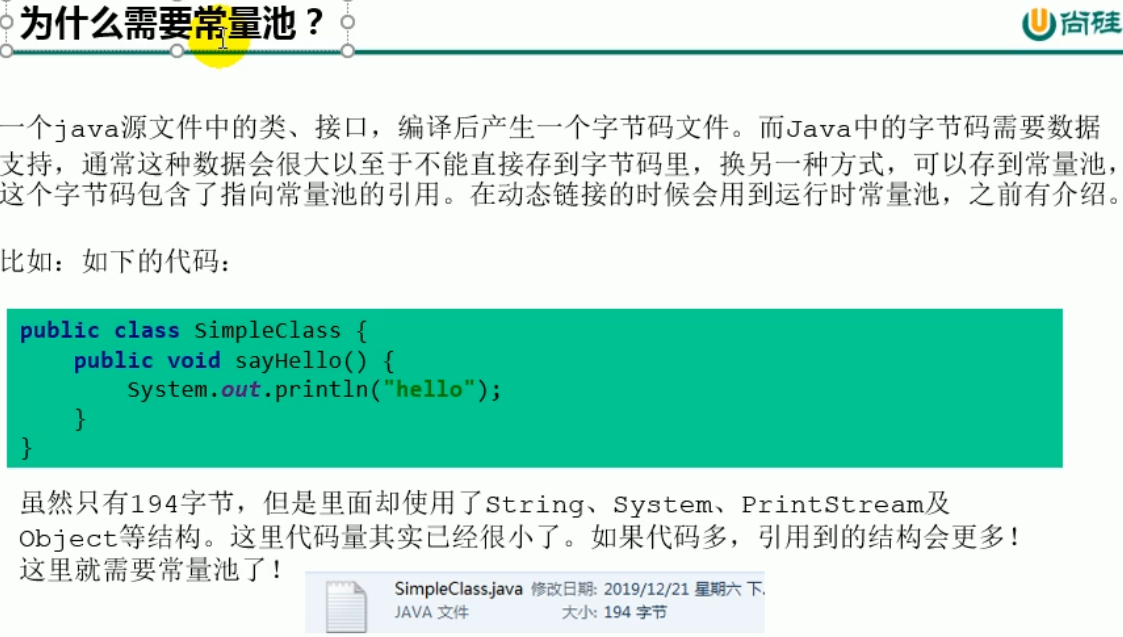 为什么需要常量池？
尚硅
一个java源文件中的类、接口，编译后产生一个字节码文件。而Java中的字节码需要数据
支持，通常这种数据会很大以至于不能直接存到字节码里，换另一种方式，可以存到常量池，
这个字节码包含了指向常量池的引用。在动态链接的时候会用到运行时常量池，之前有介绍。
比如：如下的代码：
public class SimpleClass {
    public void sayHello() {
        System.out.println("hello");
    }
}
虽然只有194字节，但是里面却使用了String、System、PrintStream及
Object等结构。这里代码量其实已经很小了。如果代码多，引用到的结构会更多！
这里就需要常量池了！
SimpleClass.java 修改日期: 2019/12/21 星期六 下.
JAVA 文件 大小: 194 字节